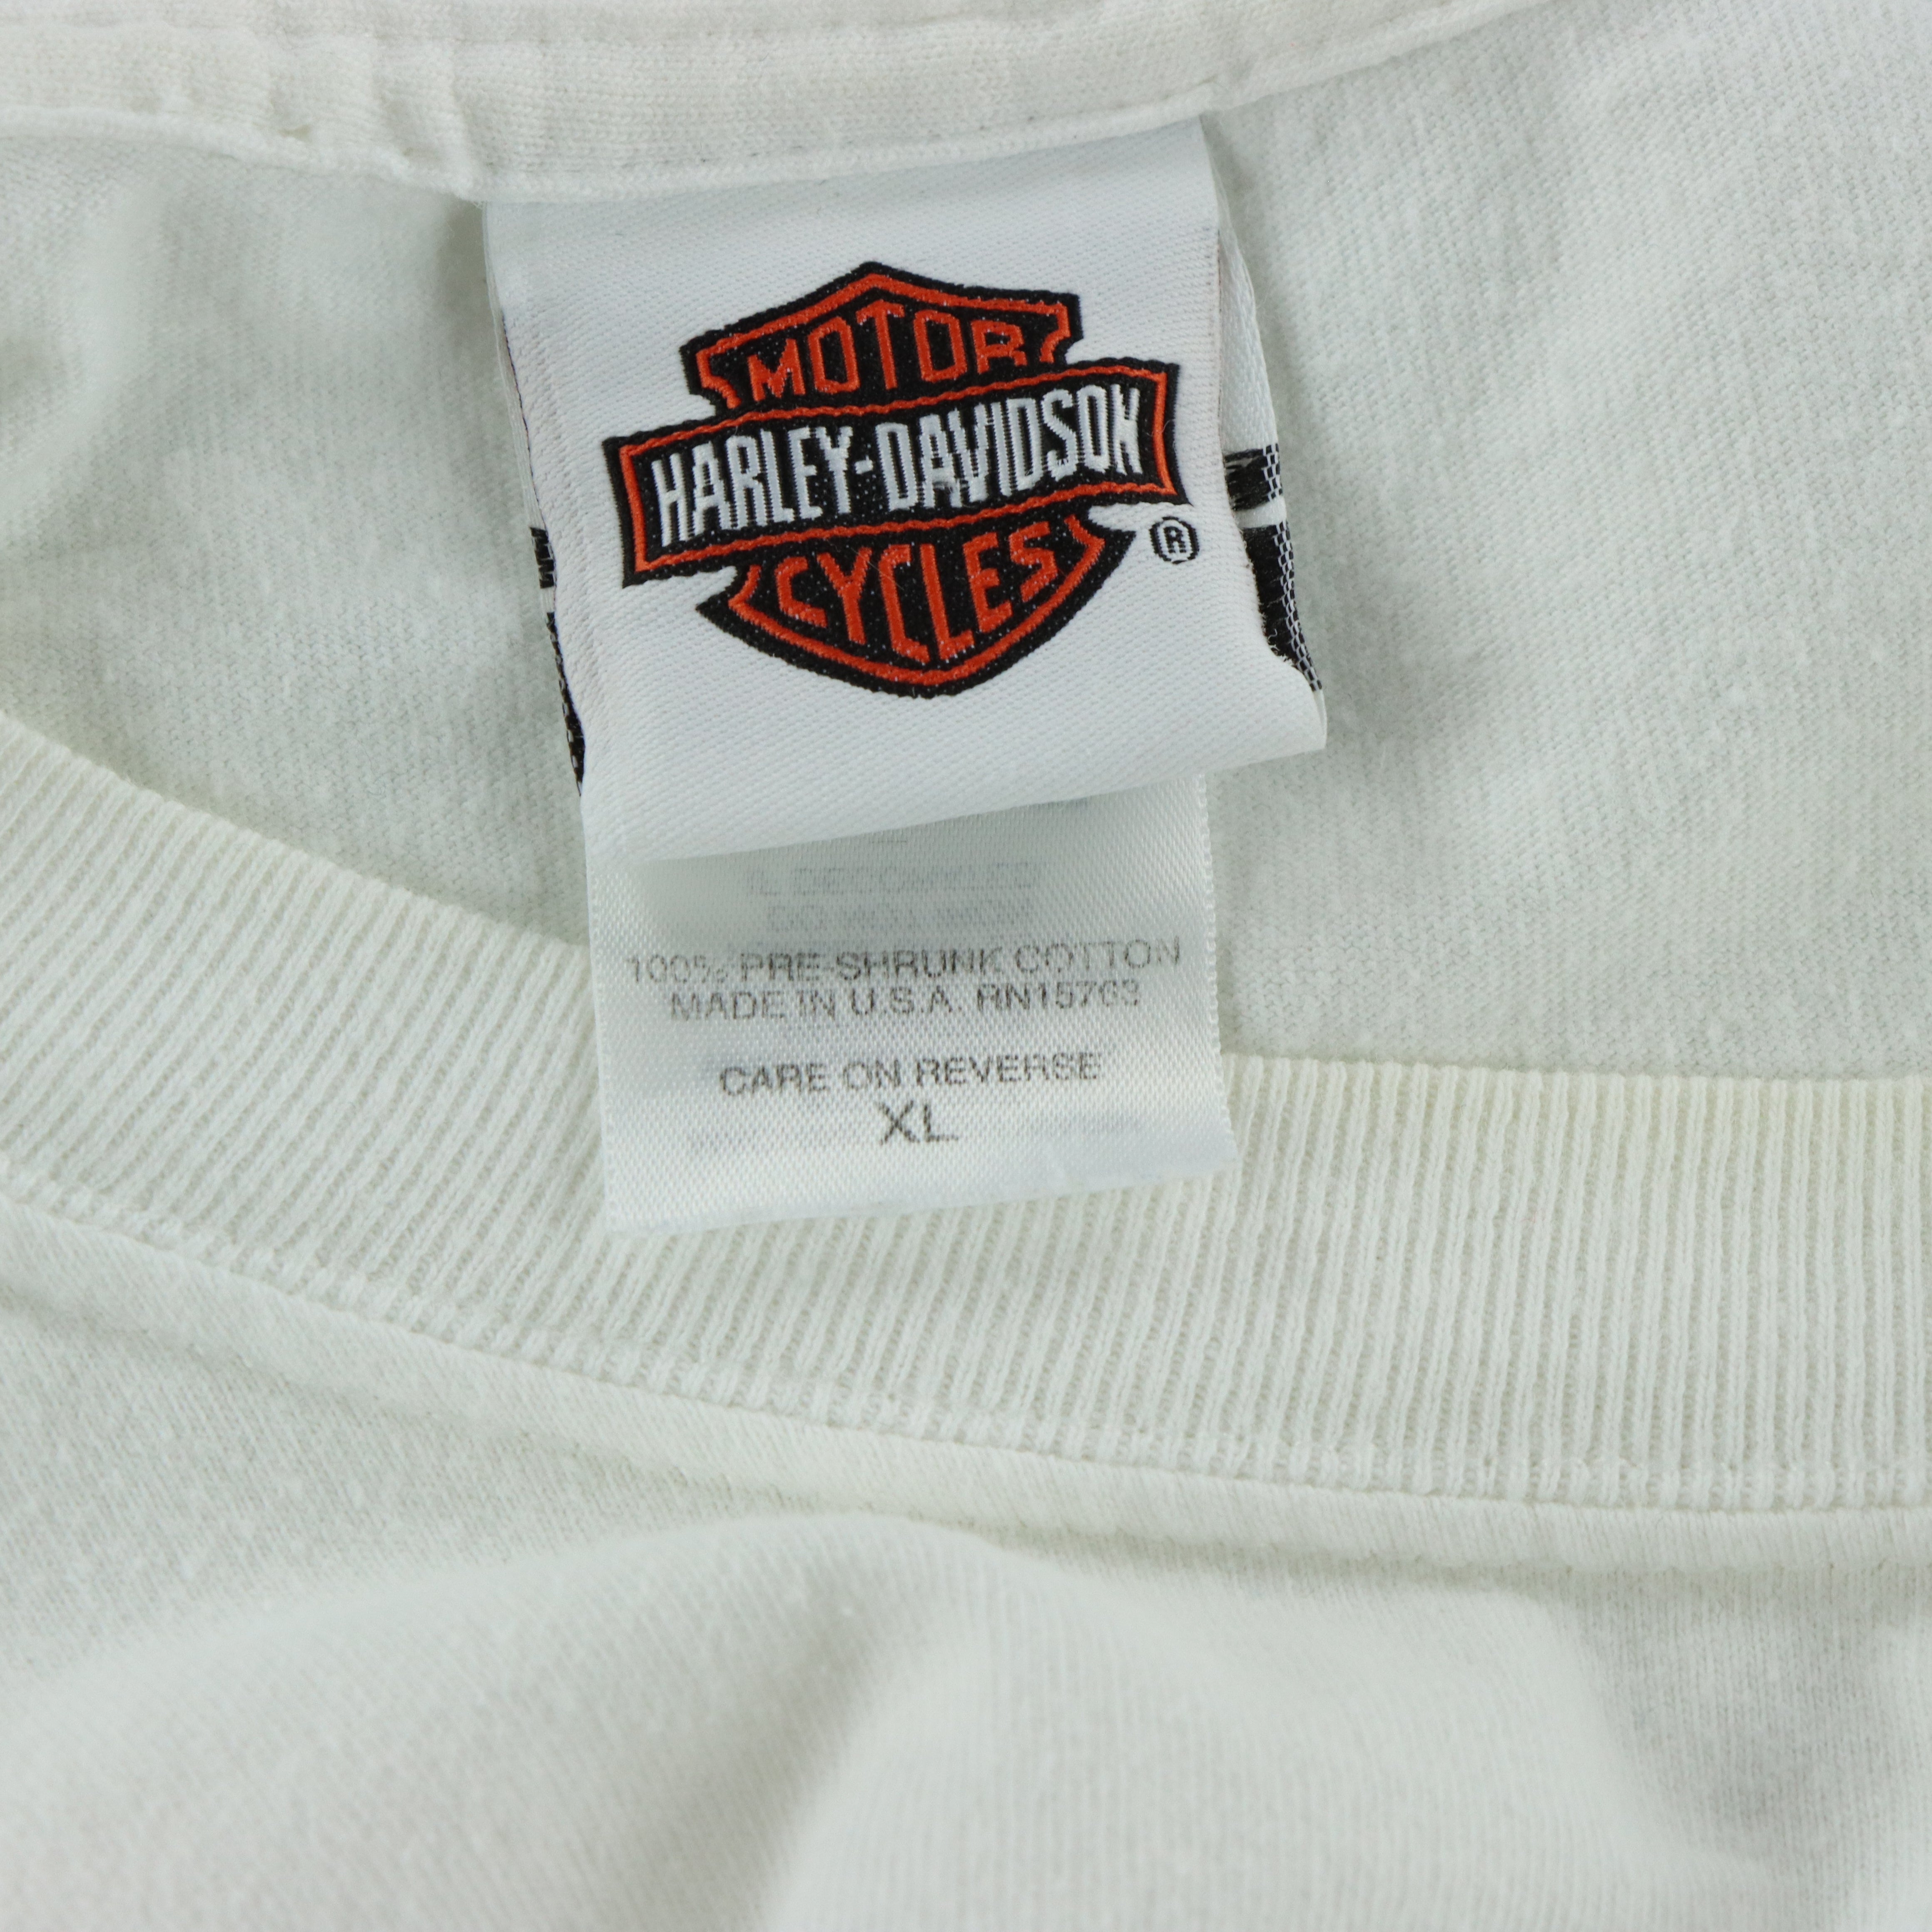 MOTOR
HARLEY-DAVIDSON
CYCLES
®
100% PRE-SHRUNK COTTON
MADE IN U.S.A. RN15763
CARE ON REVERSE
XL